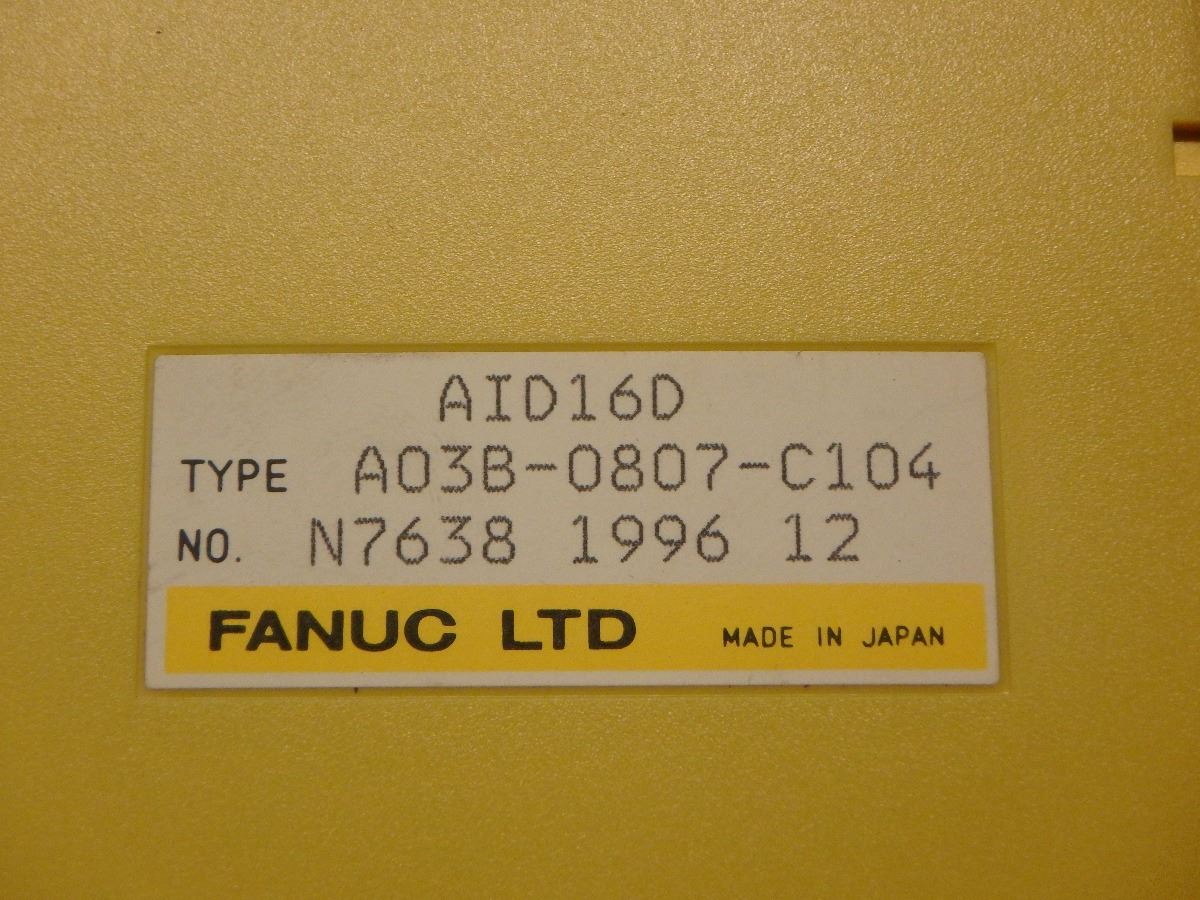 AID16D
TYPE A03B-0807-C104
NO. N7638 1996 12
FANUC LTD MADE IN JAPAN